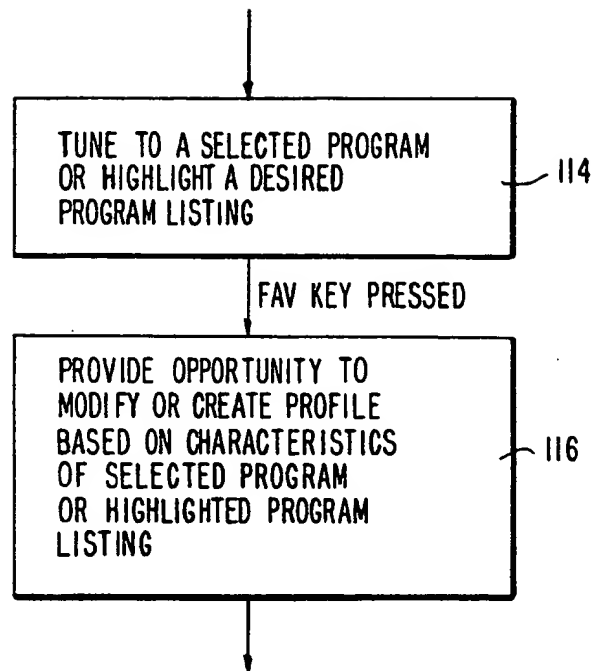 TUNE TO A SELECTED PROGRAM
OR HIGHLIGHT A DESIRED
PROGRAM LISTING
114
FAV KEY PRESSED
PROVIDE OPPORTUNITY TO
MODIFY OR CREATE PROFILE
BASED ON CHARACTERISTICS
OF SELECTED PROGRAM
OR HIGHLIGHTED PROGRAM
LISTING
116